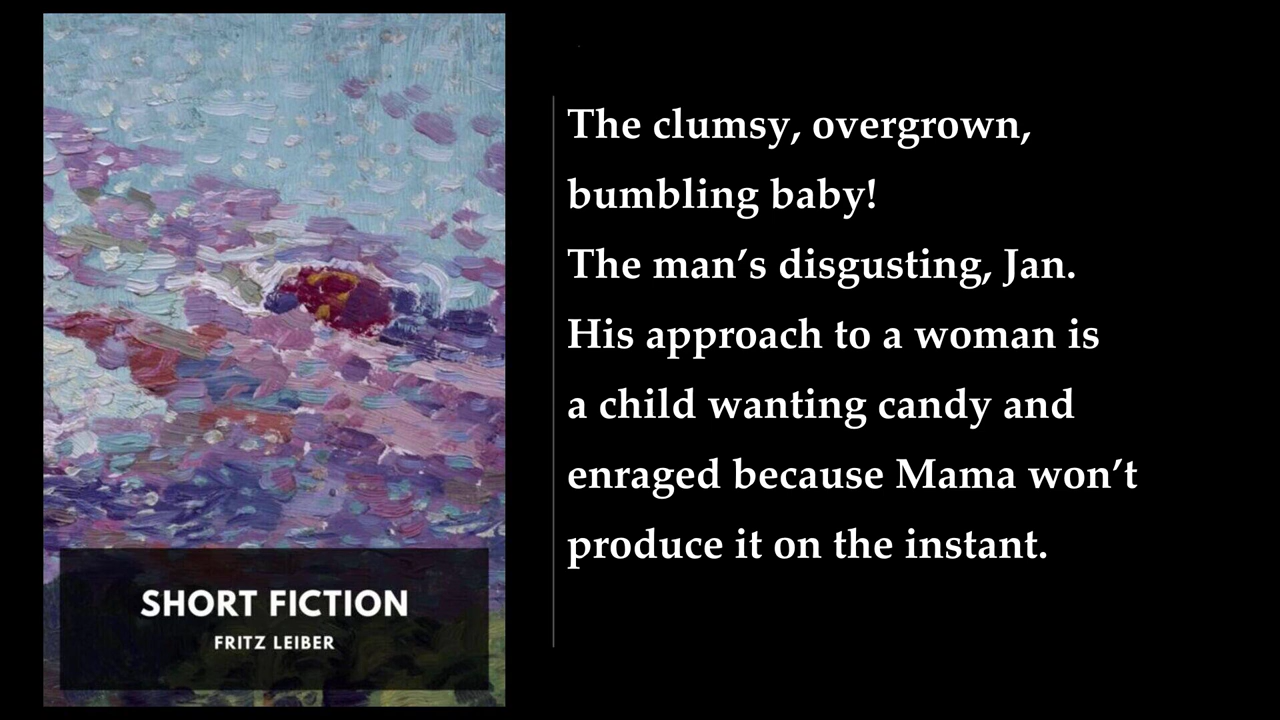 SHORT FICTION
FRITZ LEIBER
The clumsy, overgrown,
bumbling baby!
The man’s disgusting, Jan.
His approach to a woman is
a child wanting candy and
enraged because Mama won’t
produce it on the instant.